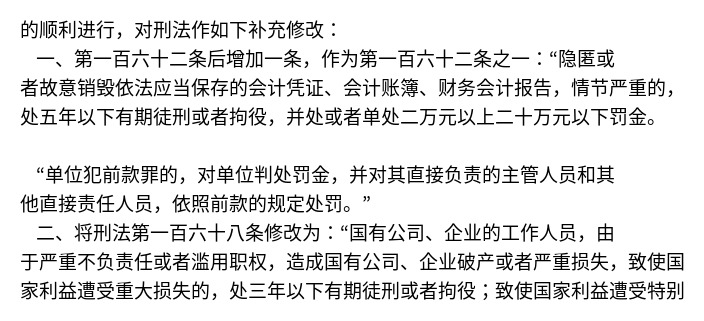 的顺利进行，对刑法作如下补充修改：
一、第一百六十二条后增加一条，作为第一百六十二条之一：“隐匿或
者故意销毁依法应当保存的会计凭证、会计账簿、财务会计报告，情节严重的，
处五年以下有期徒刑或者拘役，并处或者单处二万元以上二十万元以下罚金。
“单位犯前款罪的，对单位判处罚金，并对其直接负责的主管人员和其
他直接责任人员，依照前款的规定处罚。”
二、将刑法第一百六十八条修改为：“国有公司、企业的工作人员，由
于严重不负责任或者滥用职权，造成国有公司、企业破产或者严重损失，致使国
家利益遭受重大损失的，处三年以下有期徒刑或者拘役；致使国家利益遭受特别